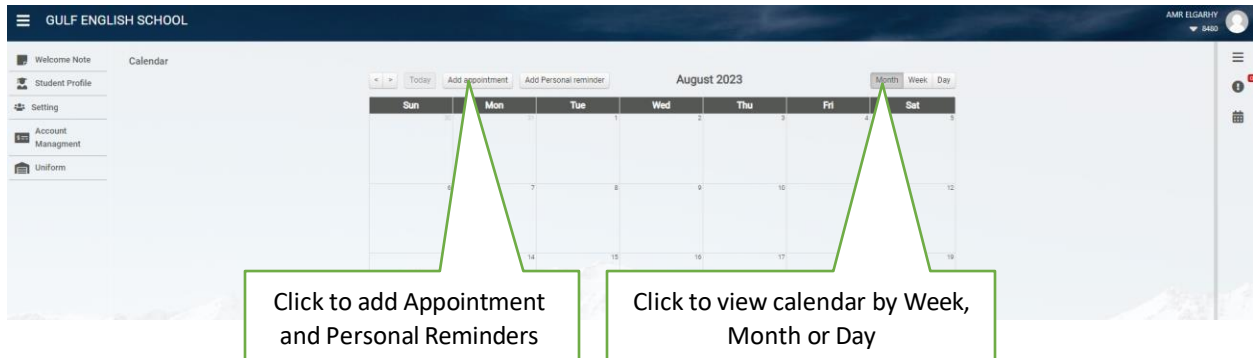 GULF ENGLISH SCHOOL
AMR ELGARHY
8480
Welcome Note
Student Profile
Setting
Account
Managment
Uniform
Calendar
< > Today Add appointment Add Personal reminder August 2023 Month Week Day
Sun Mon Tue Wed Thu Fri Sat
30 31 1 2 3 4 5
6 7 8 9 10 12
14 15 16 17 19
Click to add Appointment
and Personal Reminders
Click to view calendar by Week,
Month or Day